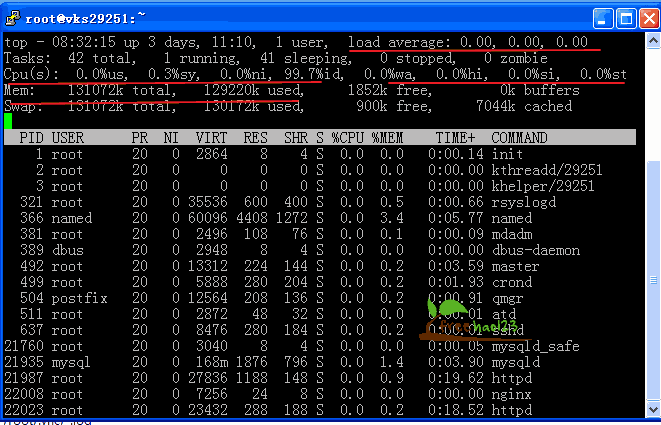 root@vks29251:~
top - 08:32:15 up 3 days, 11:10, 1 user, load average: 0.00, 0.00, 0.00
Tasks: 42 total, 1 running, 41 sleeping, 0 stopped, 0 zombie
Cpu(s): 0.0%us, 0.3%sy, 0.0%ni, 99.7%id, 0.0%wa, 0.0%hi, 0.0%si, 0.0%st
Mem: 131072k total, 129220k used, 1852k free, 0k buffers
Swap: 131072k total, 130172k used, 900k free, 7044k cached
PID USER PR NI VIRT RES SHR S %CPU %MEM TIME+ COMMAND
1 root 20 0 2864 8 4 S 0.0 0.0 0:00.14 init
2 root 20 0 0 0 0 S 0.0 0.0 0:00.00 kthreadd/29251
3 root 20 0 0 0 0 S 0.0 0.0 0:00.00 khelper/29251
321 root 20 0 35536 600 400 S 0.0 0.5 0:00.66 rsyslogd
366 named 20 0 60096 4408 1272 S 0.0 3.4 0:05.77 named
381 root 20 0 2496 108 76 S 0.0 0.1 0:00.09 mdadm
389 dbus 20 0 2948 8 4 S 0.0 0.0 0:00.00 dbus-daemon
492 root 20 0 13312 224 144 S 0.0 0.2 0:03.59 master
499 root 20 0 5888 280 204 S 0.0 0.2 0:01.93 crond
504 postfix 20 0 12564 208 136 S 0.0 0.2 0:00.91 qmgr
511 root 20 0 2872 48 32 S 0.0 0.0 0:00.01 atd
637 root 20 0 8476 280 184 S 0.0 0.2 sshd
freehao123
21760 root 20 0 3040 8 4 S 0.0 0.0 0:00.05 mysqld_safe
21935 mysql 20 0 168m 1876 796 S 0.0 1.4 0:03.90 mysqld
21987 root 20 0 27836 1188 148 S 0.0 0.9 0:19.62 httpd
22008 root 20 0 7256 24 8 S 0.0 0.0 0:00.00 nginx
22023 root 20 0 23432 288 188 S 0.0 0.2 0:18.52 httpd